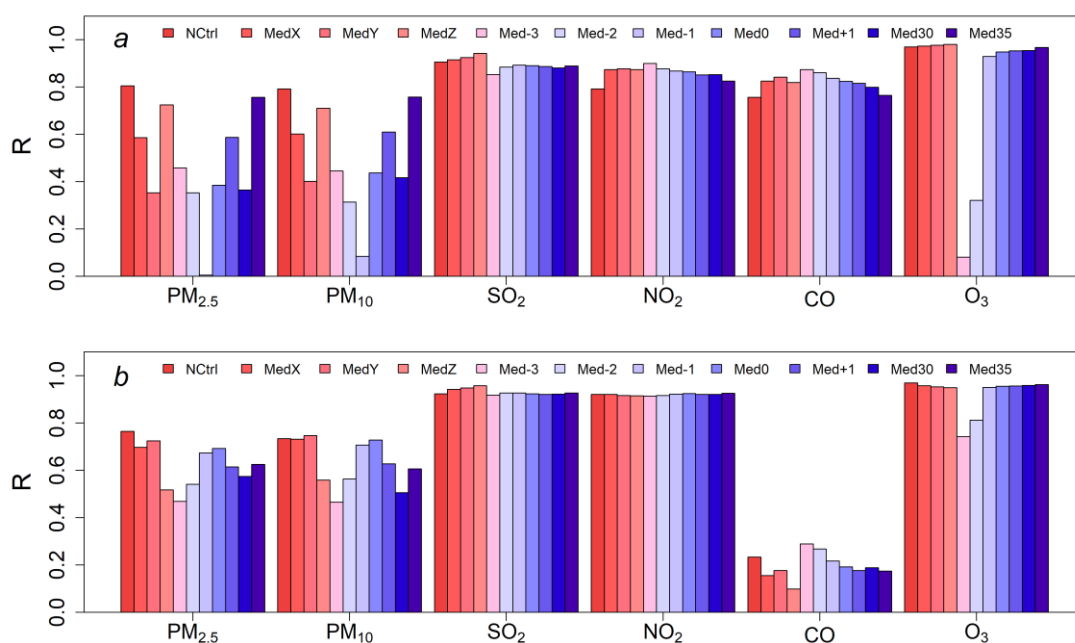 a NCtrl MedX MedY MedZ Med-3 Med-2 Med-1 Med0 Med+1 Med30 Med35
R
1.0
0.8
0.6
0.4
0.2
0.0
PM2.5 PM10 SO2 NO2 CO O3
b NCtrl MedX MedY MedZ Med-3 Med-2 Med-1 Med0 Med+1 Med30 Med35
R
1.0
0.8
0.6
0.4
0.2
0.0
PM2.5 PM10 SO2 NO2 CO O3